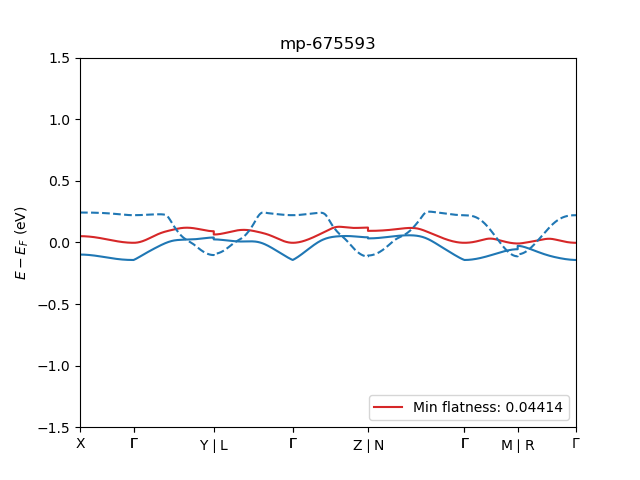 mp-675593
1.5
1.0
0.5
0.0
−0.5
−1.0
−1.5
E − E_F (eV)
Min flatness: 0.04414
X Γ Y | L Γ Z | N Γ M | R Γ